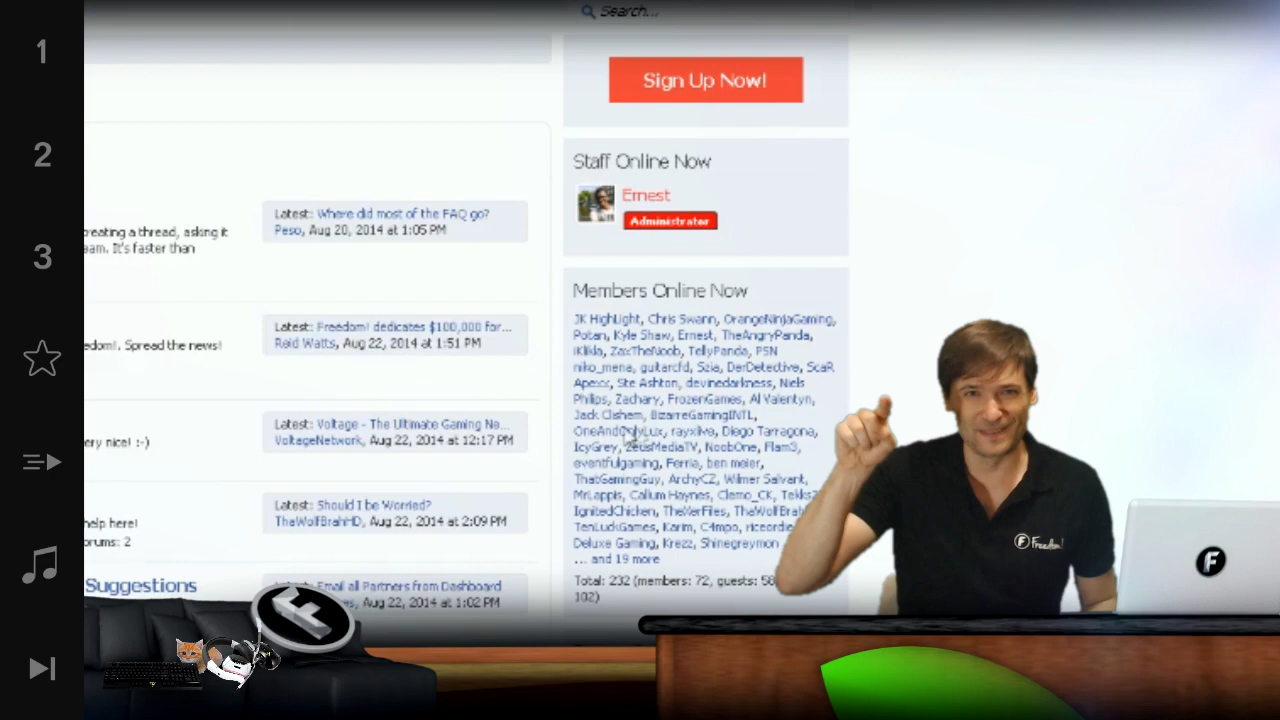 1
2
3
Search...
Sign Up Now!
Staff Online Now
Ernest
Administrator
Members Online Now
JK HighLight, Chris Swann, OrangeNinjaGaming,
Potan, Kyle Shaw, Ernest, TheAngryPanda,
iKlikla, ZaxTheNoob, TellyPanda, PSN
niko_mena, guitarcfd, Szia, DerDetective, ScaR
Apexx, Ste Ashton, devinedarkness, Niels
Philips, Zachary, FrozenGames, Al Valentyn,
Jack Clishem, BizarreGamingINTL,
OneAndOnlyLux, rayxilva, Diego Tarragona,
IcyGrey, ZeusMediaTV, NoobOne, Flam3,
eventfulgaming, Ferria, ben meier,
ThatGamingGuy, ArchyCZ, Wilmer Salvant,
MrLappis, Callum Haynes, Clemo_CK,
IgnitedChicken, TheXerFiles,
TenLuckGames, Karim, C4mpo,
Deluxe Gaming, Krezz, Shinegreymon
... and 19 more
Total: 232 (members: 72, guests: 58
102)
Latest: Where did most of the FAQ go?
Peso, Aug 20, 2014 at 1:05 PM
creating a thread, asking it
eam. It's faster than
Latest: Freedom! dedicates $100,000 for...
Reid Watts, Aug 22, 2014 at 1:51 PM
edom!. Spread the news!
Latest: Voltage - The Ultimate Gaming Ne...
VoltageNetwork, Aug 22, 2014 at 12:17 PM
ery nice! :-)
Latest: Should I be Worried?
ThaWolfBrahHD, Aug 22, 2014 at 2:09 PM
help here!
orums: 2
Suggestions
Email all Partners from Dashboard
Aug 22, 2014 at 1:02 PM
F Freedom!
F
F